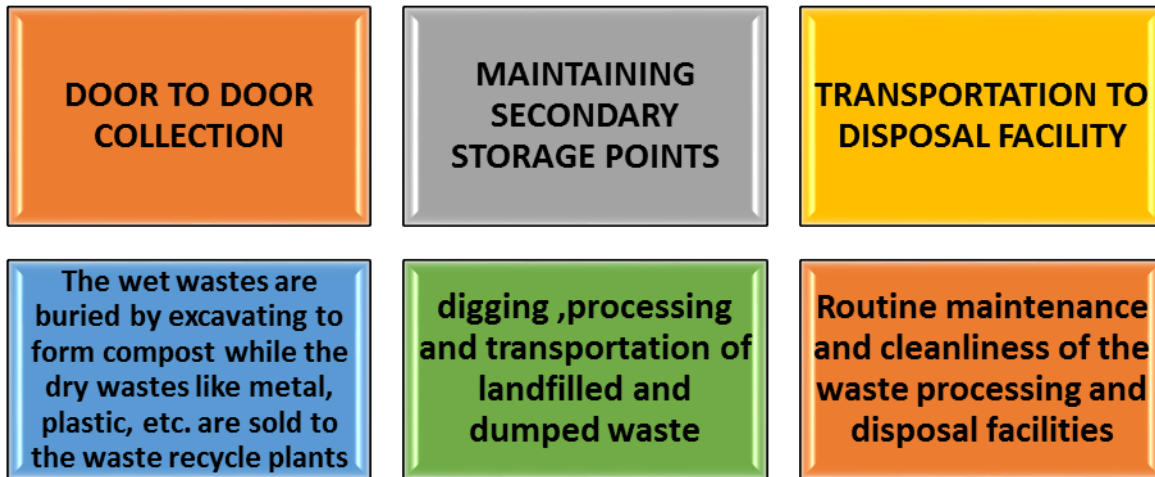 DOOR TO DOOR
COLLECTION
MAINTAINING
SECONDARY
STORAGE POINTS
TRANSPORTATION TO
DISPOSAL FACILITY
The wet wastes are
buried by excavating to
form compost while the
dry wastes like metal,
plastic, etc. are sold to
the waste recycle plants
digging ,processing
and transportation of
landfilled and
dumped waste
Routine maintenance
and cleanliness of the
waste processing and
disposal facilities